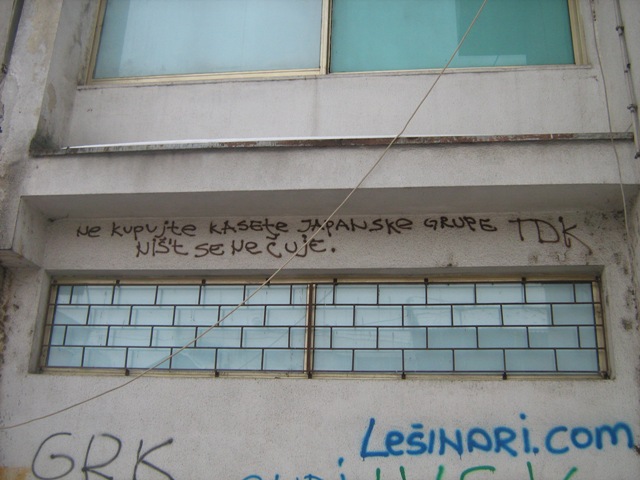 Ne kupujte kasete Japanske grupe TDK
Ništ se ne čuje.
Lešinari.com
GRK